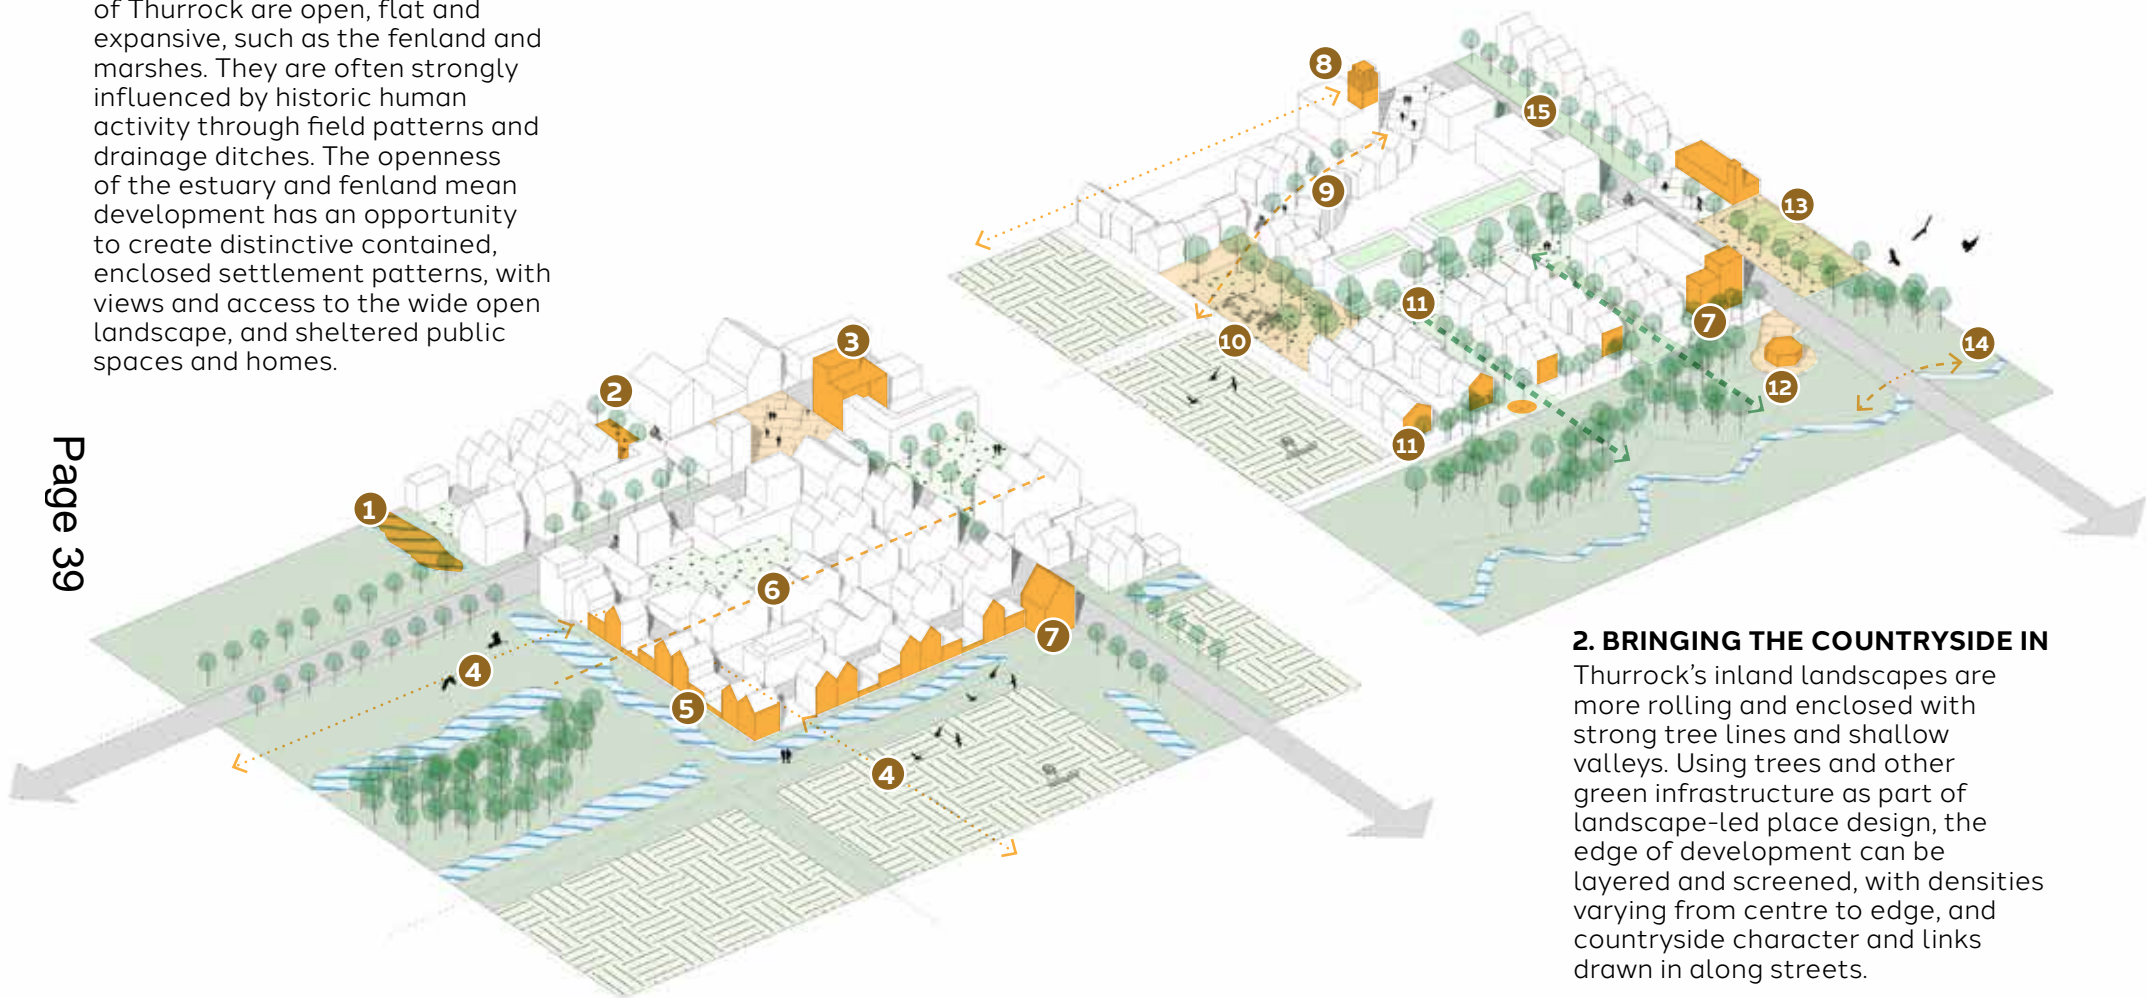 of Thurrock are open, flat and
expansive, such as the fenland and
marshes. They are often strongly
influenced by historic human
activity through field patterns and
drainage ditches. The openness
of the estuary and fenland mean
development has an opportunity
to create distinctive contained,
enclosed settlement patterns, with
views and access to the wide open
landscape, and sheltered public
spaces and homes.
Page 39
1
2
3
4
4
5
6
7
8
9
10
11
11
7
12
13
14
15
2. BRINGING THE COUNTRYSIDE IN
Thurrock’s inland landscapes are
more rolling and enclosed with
strong tree lines and shallow
valleys. Using trees and other
green infrastructure as part of
landscape-led place design, the
edge of development can be
layered and screened, with densities
varying from centre to edge, and
countryside character and links
drawn in along streets.